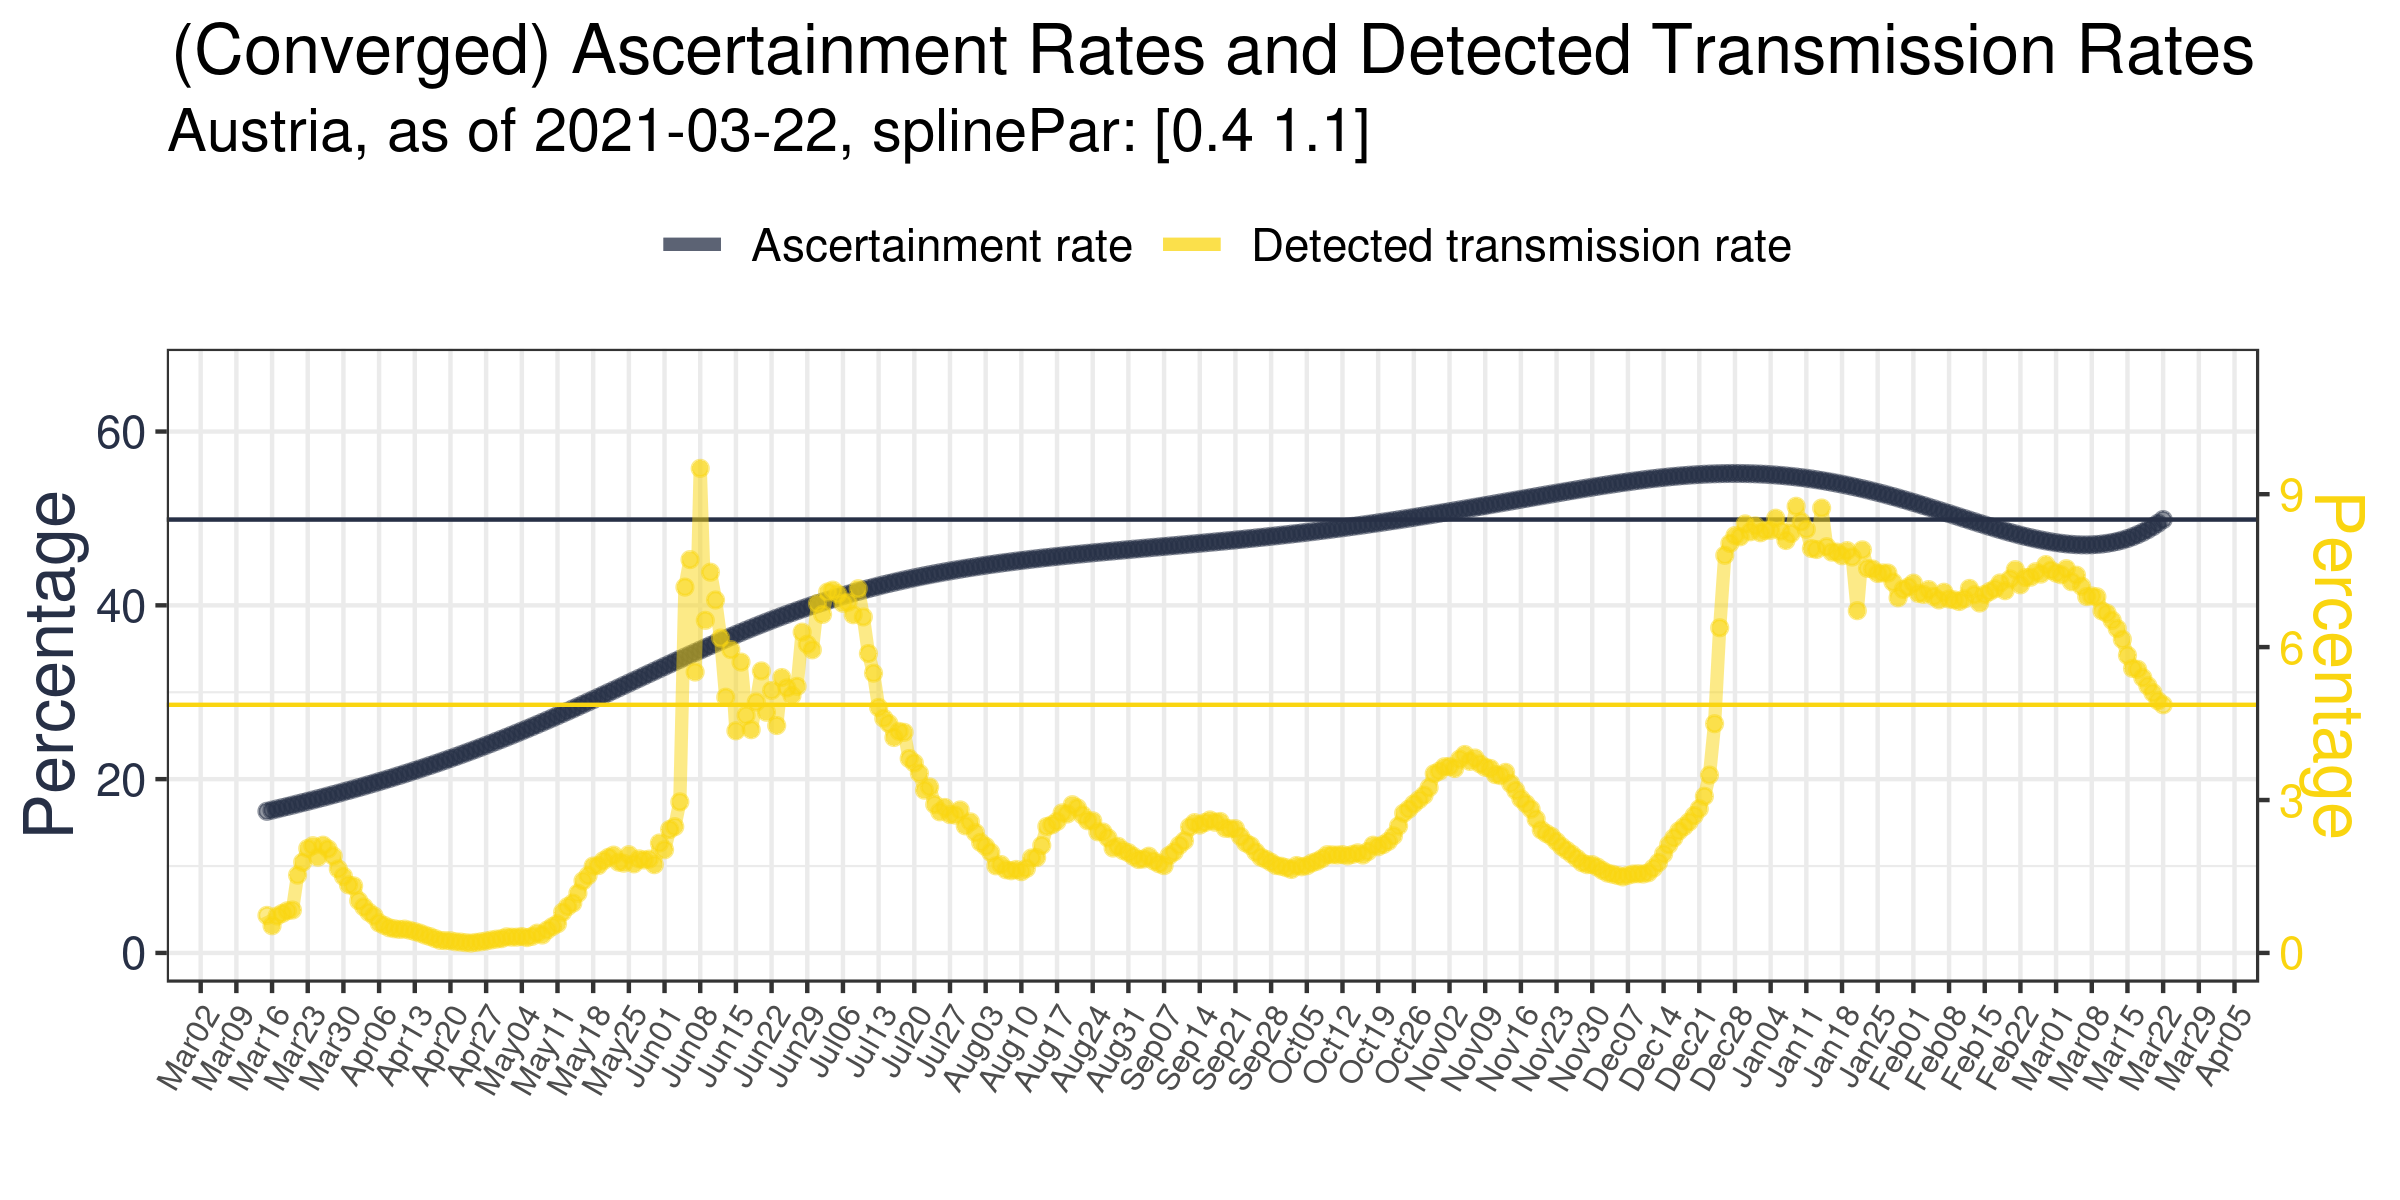 (Converged) Ascertainment Rates and Detected Transmission Rates
Austria, as of 2021-03-22, splinePar: [0.4 1.1]
Ascertainment rate Detected transmission rate
Percentage
60
40
20
0
9
6
3
0
Percentage
Mar02 Mar09 Mar16 Mar23 Mar30 Apr06 Apr13 Apr20 Apr27 May04 May11 May18 May25 Jun01 Jun08 Jun15 Jun22 Jun29 Jul06 Jul13 Jul20 Jul27 Aug03 Aug10 Aug17 Aug24 Aug31 Sep07 Sep14 Sep21 Sep28 Oct05 Oct12 Oct19 Oct26 Nov02 Nov09 Nov16 Nov23 Nov30 Dec07 Dec14 Dec21 Dec28 Jan04 Jan11 Jan18 Jan25 Feb01 Feb08 Feb15 Feb22 Mar01 Mar08 Mar15 Mar22 Mar29 Apr05